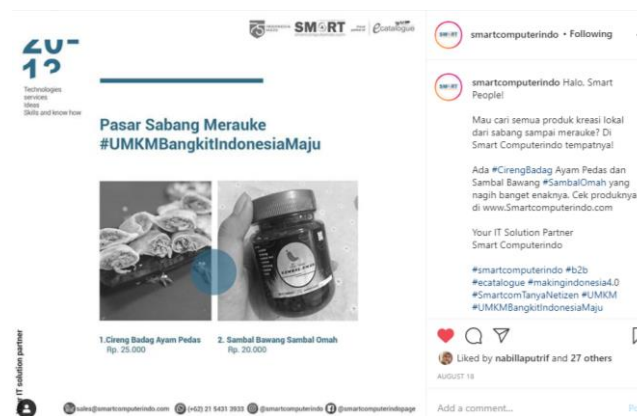 20-
13
Technologies
services
Ideas
Skills and know how
SMART
Ecatalogue
Pasar Sabang Merauke
#UMKMBangkitIndonesiaMaju
1.Cireng Badag Ayam Pedas
Rp. 25.000
2. Sambal Bawang Sambal Omah
Rp. 20.000
IT solution partner
sales@smartcomputerindo.com
(+62) 21 5431 3933
@smartcomputerindo
@smartcomputerindopage
smartcomputerindo • Following
smartcomputerindo Halo, Smart
People!
Mau cari semua produk kreasi lokal
dari sabang sampai merauke? Di
Smart Computerindo tempatnya!
Ada #CirengBadag Ayam Pedas dan
Sambal Bawang #SambalOmah yang
nagih banget enaknya. Cek produknya
di www.Smartcomputerindo.com
Your IT Solution Partner
Smart Computerindo
#smartcomputerindo #b2b
#ecatalogue #makingindonesia4.0
#SmartcomTanyaNetizen #UMKM
#UMKMBangkitIndonesiaMaju
Liked by nabillaputrif and 27 others
AUGUST 18
Add a comment...